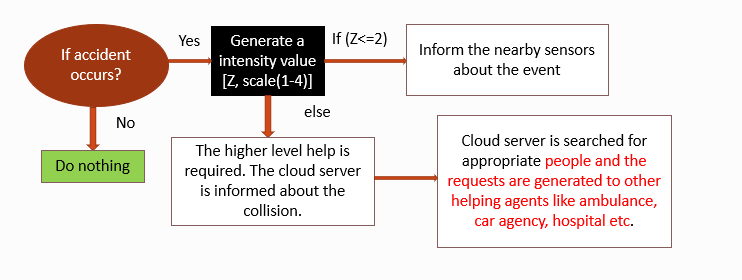 If accident
occurs?
Yes
Generate a
intensity value
[Z, scale(1-4)]
If (Z<=2)
Inform the nearby sensors
about the event
No
Do nothing
else
The higher level help is
required. The cloud server
is informed about the
collision.
Cloud server is searched for
appropriate people and the
requests are generated to other
helping agents like ambulance,
car agency, hospital etc.